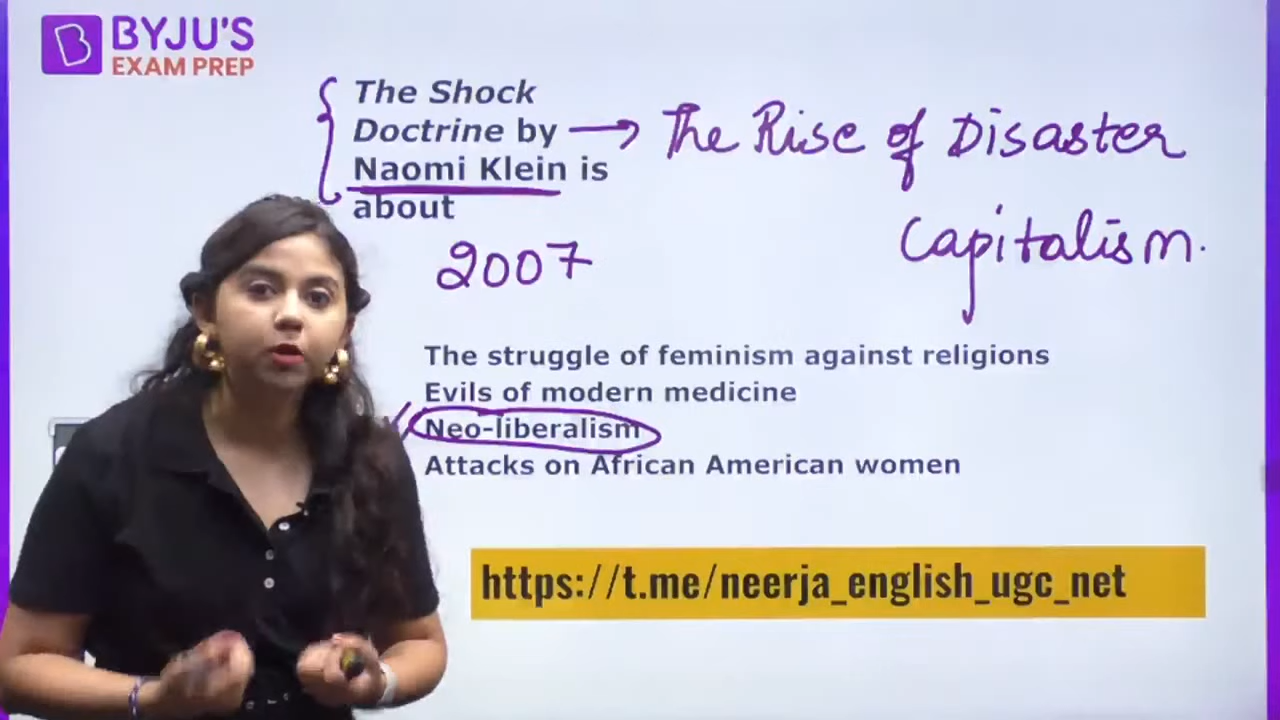 BYJU'S
EXAM PREP
The Shock
Doctrine by
Naomi Klein is
about
The Rise of Disaster
Capitalism.
2007
The struggle of feminism against religions
Evils of modern medicine
Neo-liberalism
Attacks on African American women
https://t.me/neerja_english_ugc_net